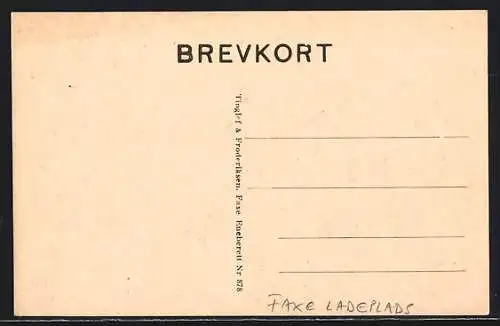 BREVKORT
Tinglef & Frederiksen, Faxe Eneberett Nr 878
FAXE LADEPLADS